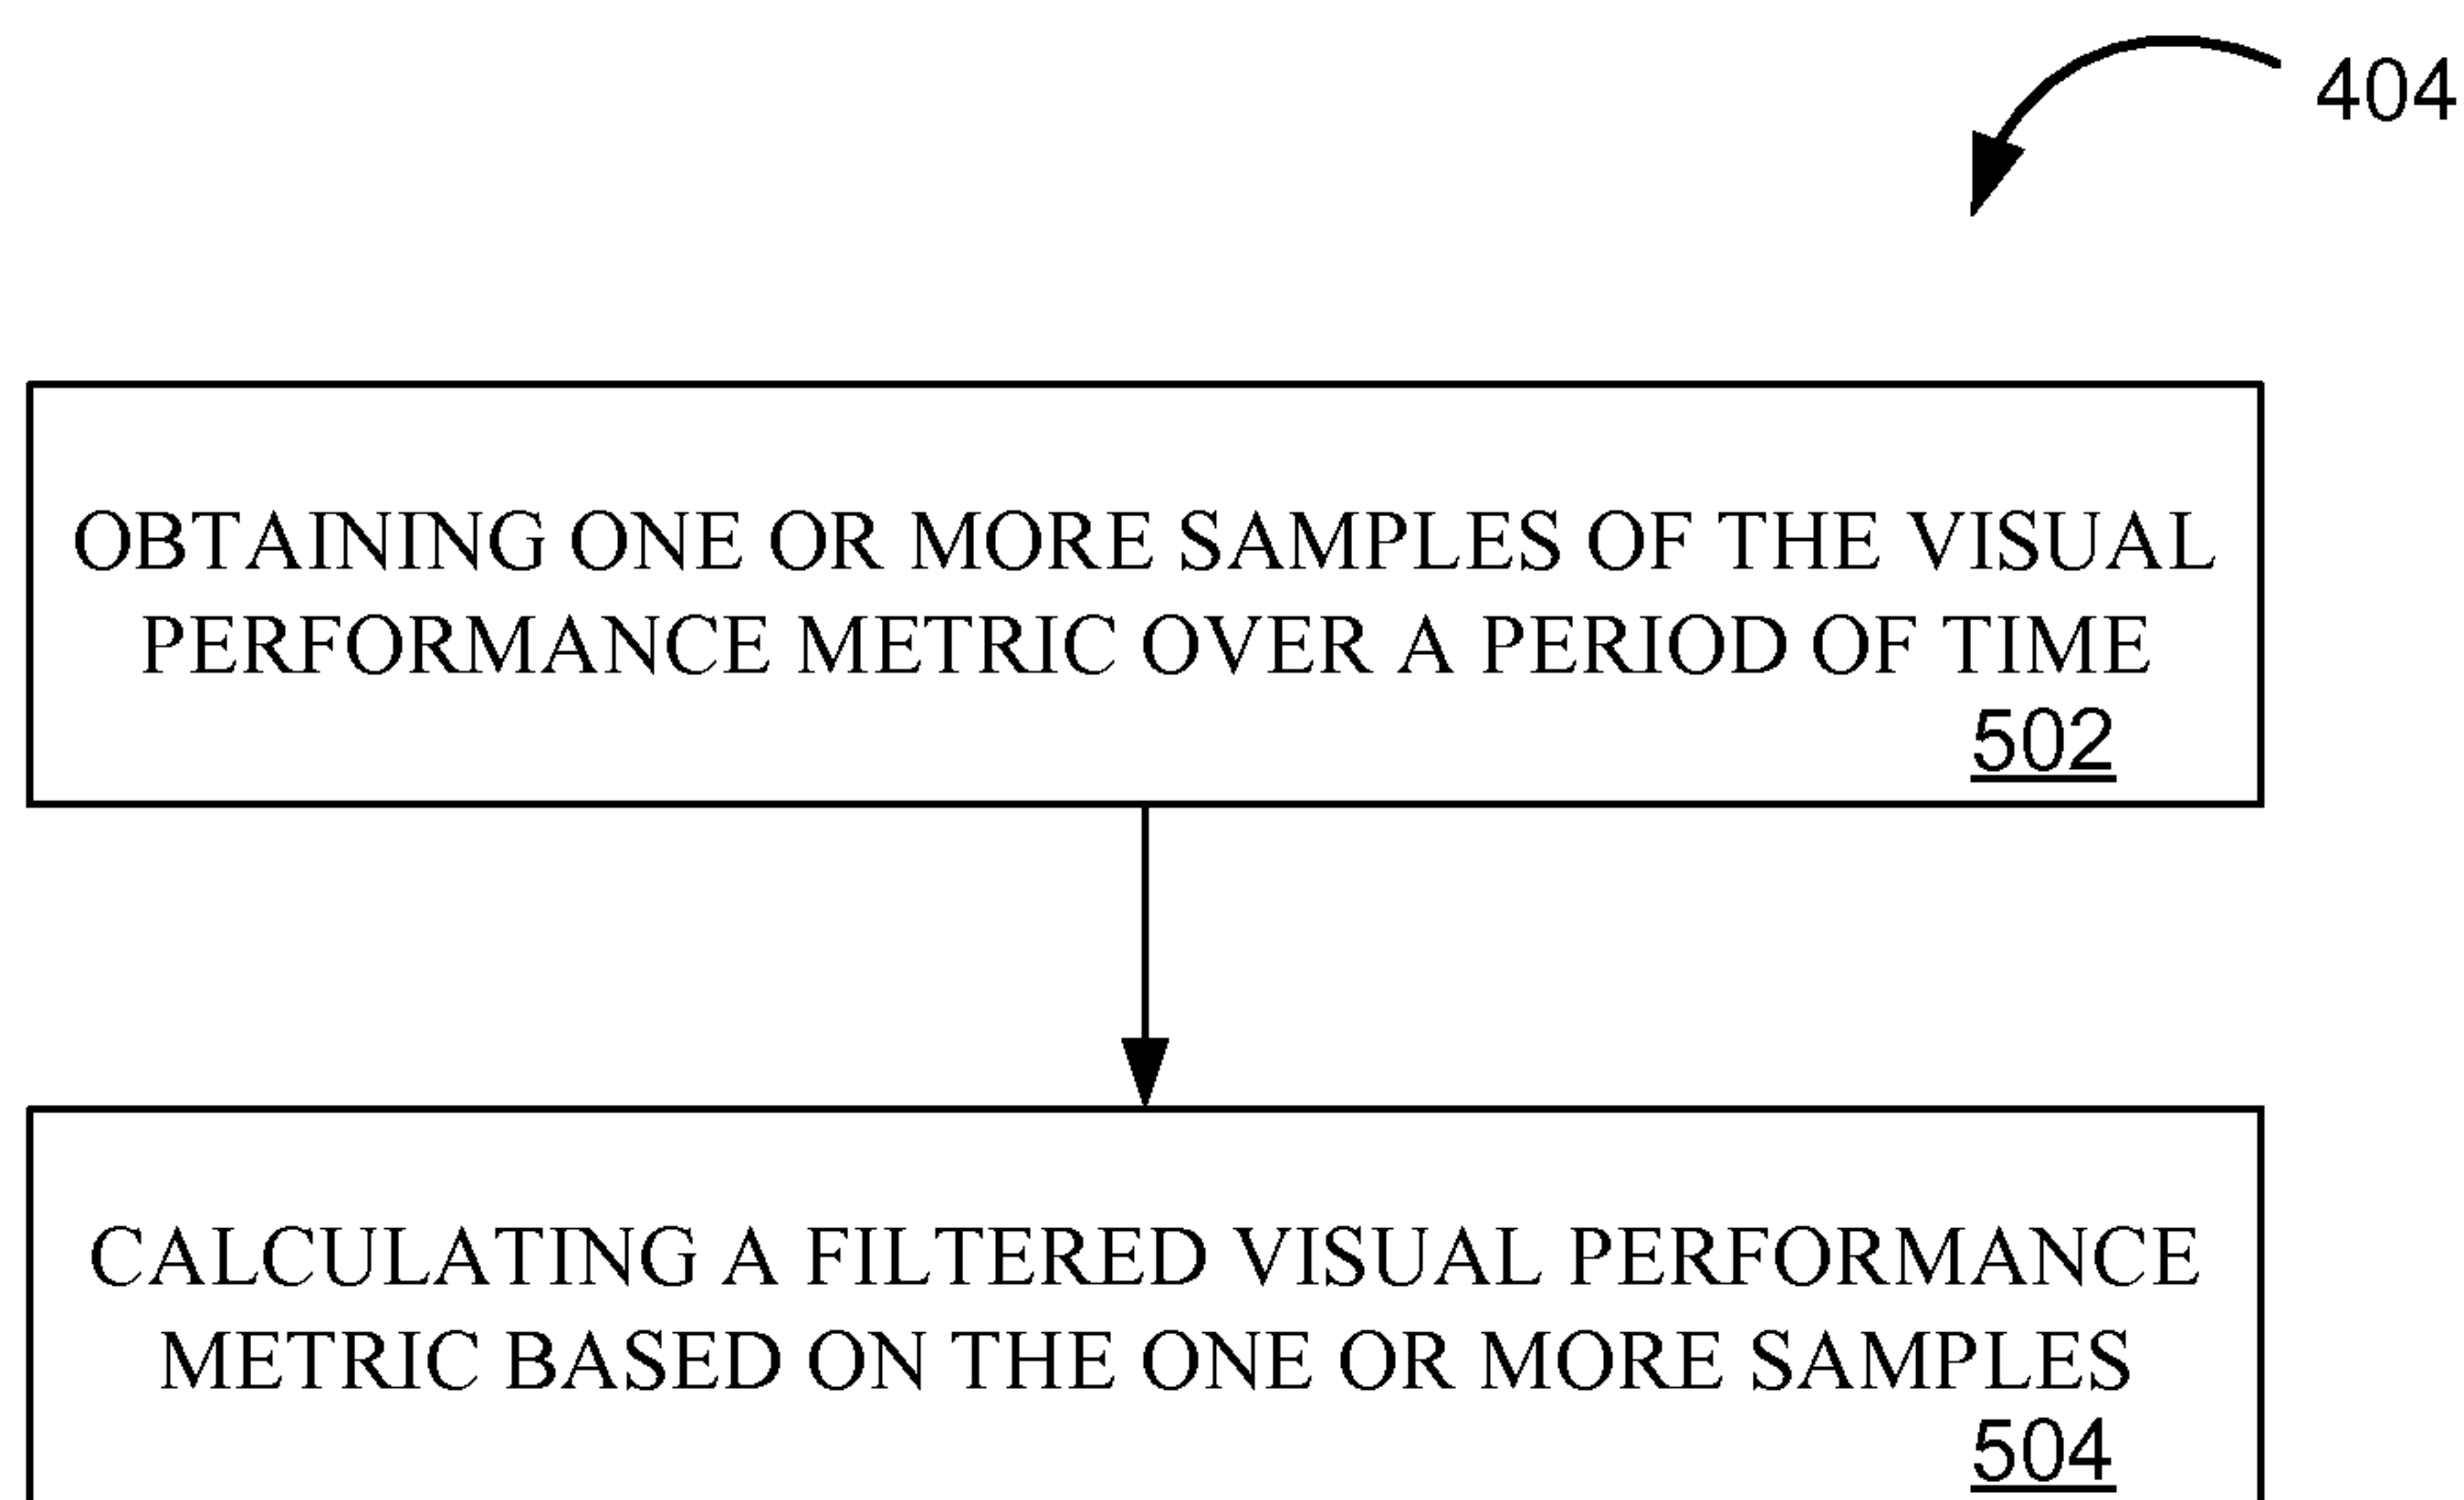 404
OBTAINING ONE OR MORE SAMPLES OF THE VISUAL
PERFORMANCE METRIC OVER A PERIOD OF TIME
502
CALCULATING A FILTERED VISUAL PERFORMANCE
METRIC BASED ON THE ONE OR MORE SAMPLES
504